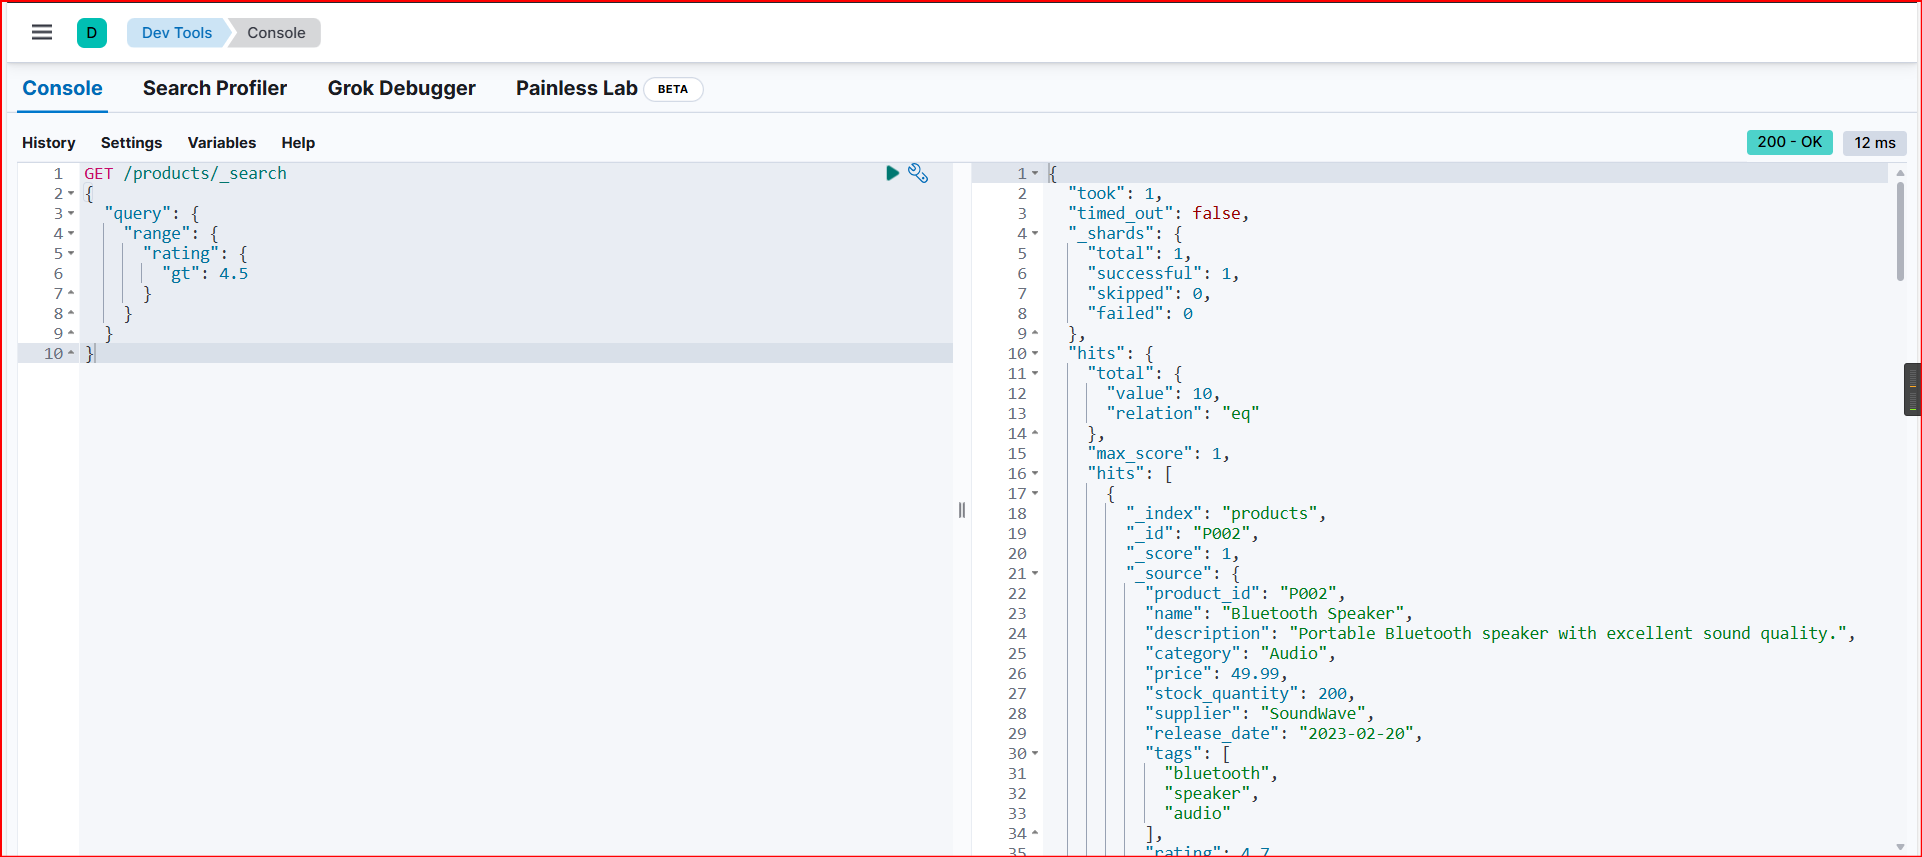 D Dev Tools Console
Console Search Profiler Grok Debugger Painless Lab BETA
History Settings Variables Help 200 - OK 12 ms
1 GET /products/_search
2 {
3 "query": {
4 "range": {
5 "rating": {
6 "gt": 4.5
7 }
8 }
9 }
10 }
1 {
2 "took": 1,
3 "timed_out": false,
4 "_shards": {
5 "total": 1,
6 "successful": 1,
7 "skipped": 0,
8 "failed": 0
9 },
10 "hits": {
11 "total": {
12 "value": 10,
13 "relation": "eq"
14 },
15 "max_score": 1,
16 "hits": [
17 {
18 "_index": "products",
19 "_id": "P002",
20 "_score": 1,
21 "_source": {
22 "product_id": "P002",
23 "name": "Bluetooth Speaker",
24 "description": "Portable Bluetooth speaker with excellent sound quality.",
25 "category": "Audio",
26 "price": 49.99,
27 "stock_quantity": 200,
28 "supplier": "SoundWave",
29 "release_date": "2023-02-20",
30 "tags": [
31 "bluetooth",
32 "speaker",
33 "audio"
34 ],
35 "rating": 4.7